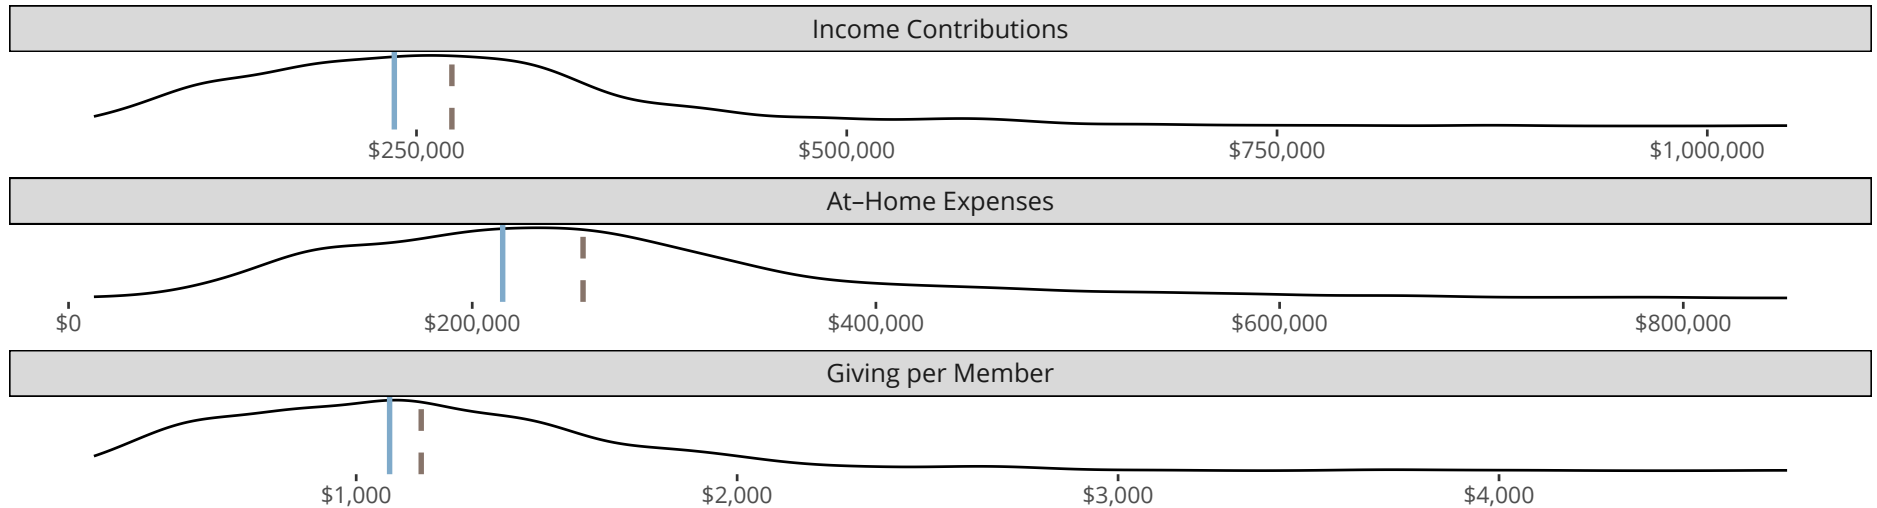 Income Contributions
$250,000 $500,000 $750,000 $1,000,000
At–Home Expenses
$0 $200,000 $400,000 $600,000 $800,000
Giving per Member
$1,000 $2,000 $3,000 $4,000